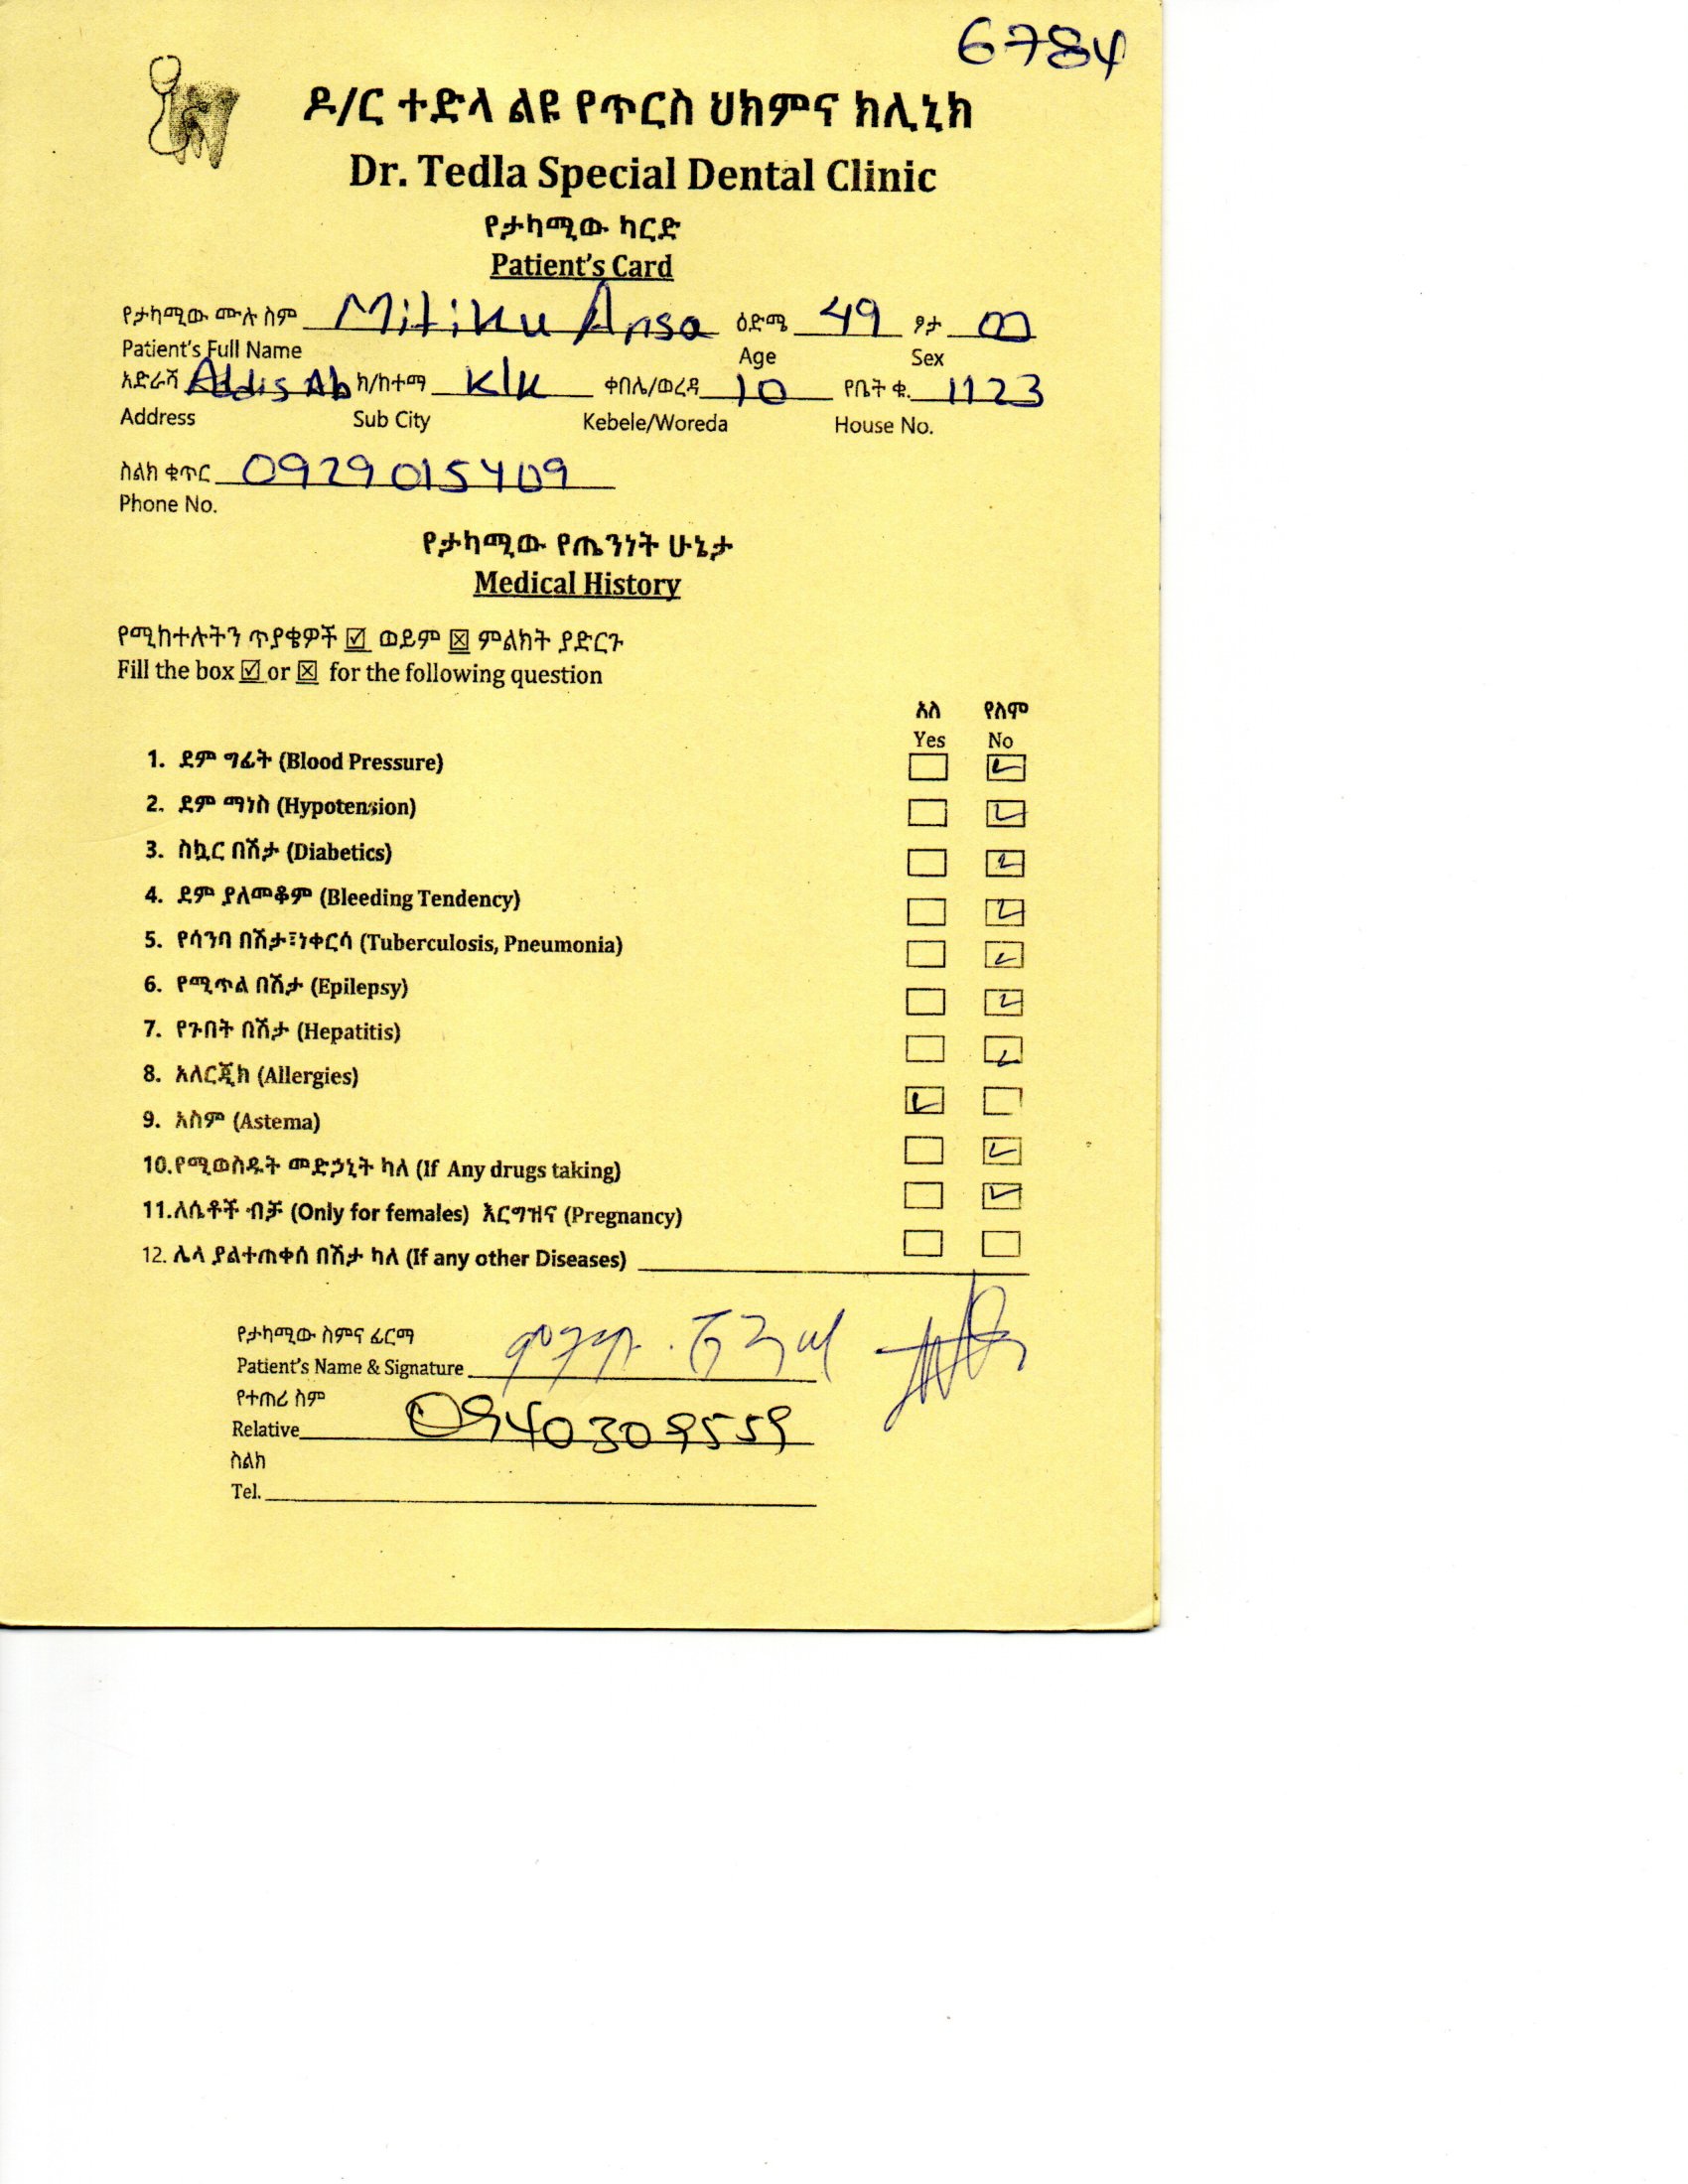 6784
ዶ/ር ተድላ ልዩ የጥርስ ህክምና ክሊኒክ
Dr. Tedla Special Dental Clinic
የታካሚው ካርድ
Patient's Card
የታካሚው ሙሉ ስም Mitiku Ansa ዕድሜ 49 ፆታ m
Patient's Full Name Age Sex
አድራሻ Addis Ab ክ/ከተማ K/K ቀበሌ/ወረዳ 10 የቤት ቁ. 1123
Address Sub City Kebele/Woreda House No.
ስልክ ቁጥር 0929015409
Phone No.
የታካሚው የጤንነት ሁኔታ
Medical History
የሚከተሉትን ጥያቄዎች ☑ ወይም ☒ ምልክት ያድርጉ
Fill the box ☑ or ☒ for the following question
አለ የለም
Yes No
1. ደም ግፊት (Blood Pressure) ☐ ☑
2. ደም ማነስ (Hypotension) ☐ ☑
3. ስኳር በሽታ (Diabetics) ☐ ☑
4. ደም ያለመቆም (Bleeding Tendency) ☐ ☑
5. የሳንባ በሽታ፣ነቀርሳ (Tuberculosis, Pneumonia) ☐ ☑
6. የሚጥል በሽታ (Epilepsy) ☐ ☑
7. የጉበት በሽታ (Hepatitis) ☐ ☑
8. አለርጂክ (Allergies) ☑ ☐
9. አስም (Astema) ☐ ☑
10.የሚወስዱት መድኃኒት ካለ (If Any drugs taking) ☐ ☑
11.ለሴቶች ብቻ (Only for females) እርግዝና (Pregnancy) ☐ ☐
12. ሌላ ያልተጠቀሰ በሽታ ካለ (If any other Diseases)
የታካሚው ስምና ፊርማ
Patient's Name & Signature
የተጠሪ ስም
Relative 0940309559
ስልክ
Tel.